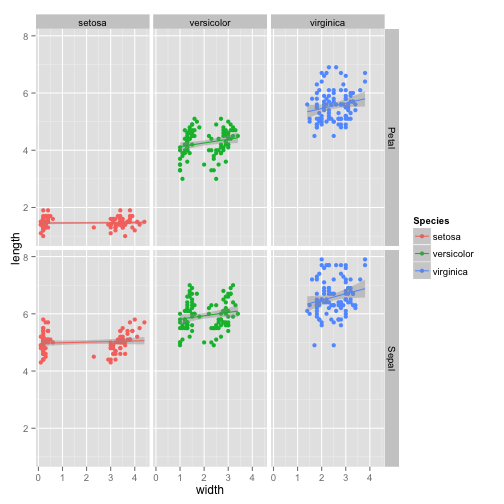 setosa
versicolor
virginica
8
6
4
2
Petal
length
8
6
4
2
Sepal
0 1 2 3 4
0 1 2 3 4
0 1 2 3 4
width
Species
setosa
versicolor
virginica